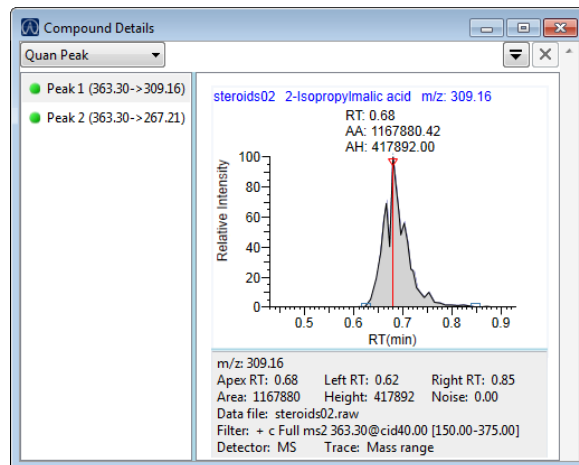 Compound Details
Quan Peak
Peak 1 (363.30->309.16)
Peak 2 (363.30->267.21)
steroids02 2-Isopropylmalic acid m/z: 309.16
RT: 0.68
AA: 1167880.42
AH: 417892.00
Relative Intensity
100
80
60
40
20
0
0.5 0.6 0.7 0.8 0.9
RT(min)
m/z: 309.16
Apex RT: 0.68 Left RT: 0.62 Right RT: 0.85
Area: 1167880 Height: 417892 Noise: 0.00
Data file: steroids02.raw
Filter: + c Full ms2 363.30@cid40.00 [150.00-375.00]
Detector: MS Trace: Mass range